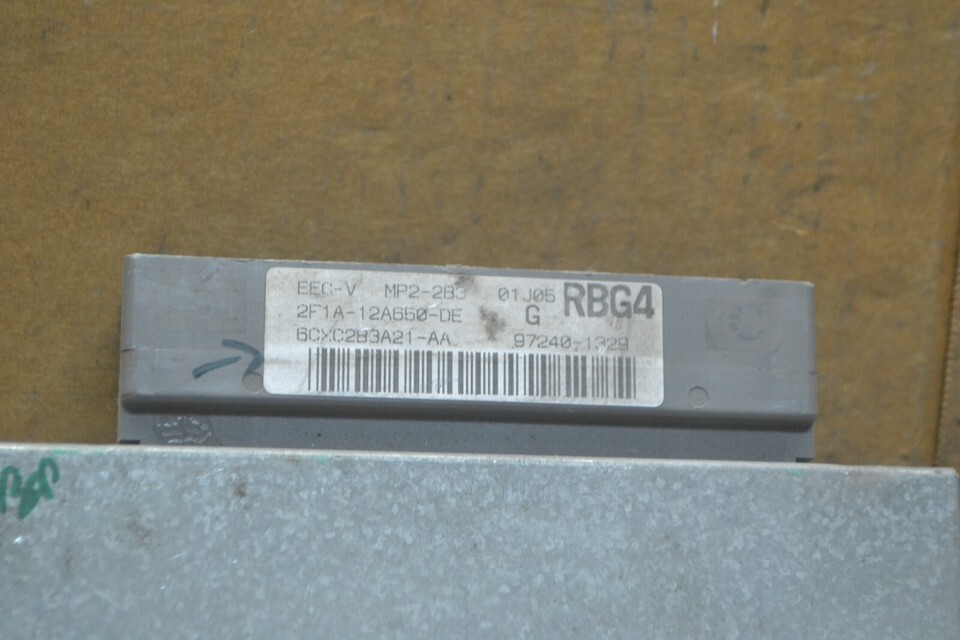 EEC-V MP2-2B3 01J05 RBG4
2F1A-12A650-DE G
6CXC2B3A21-AA 97240-1329